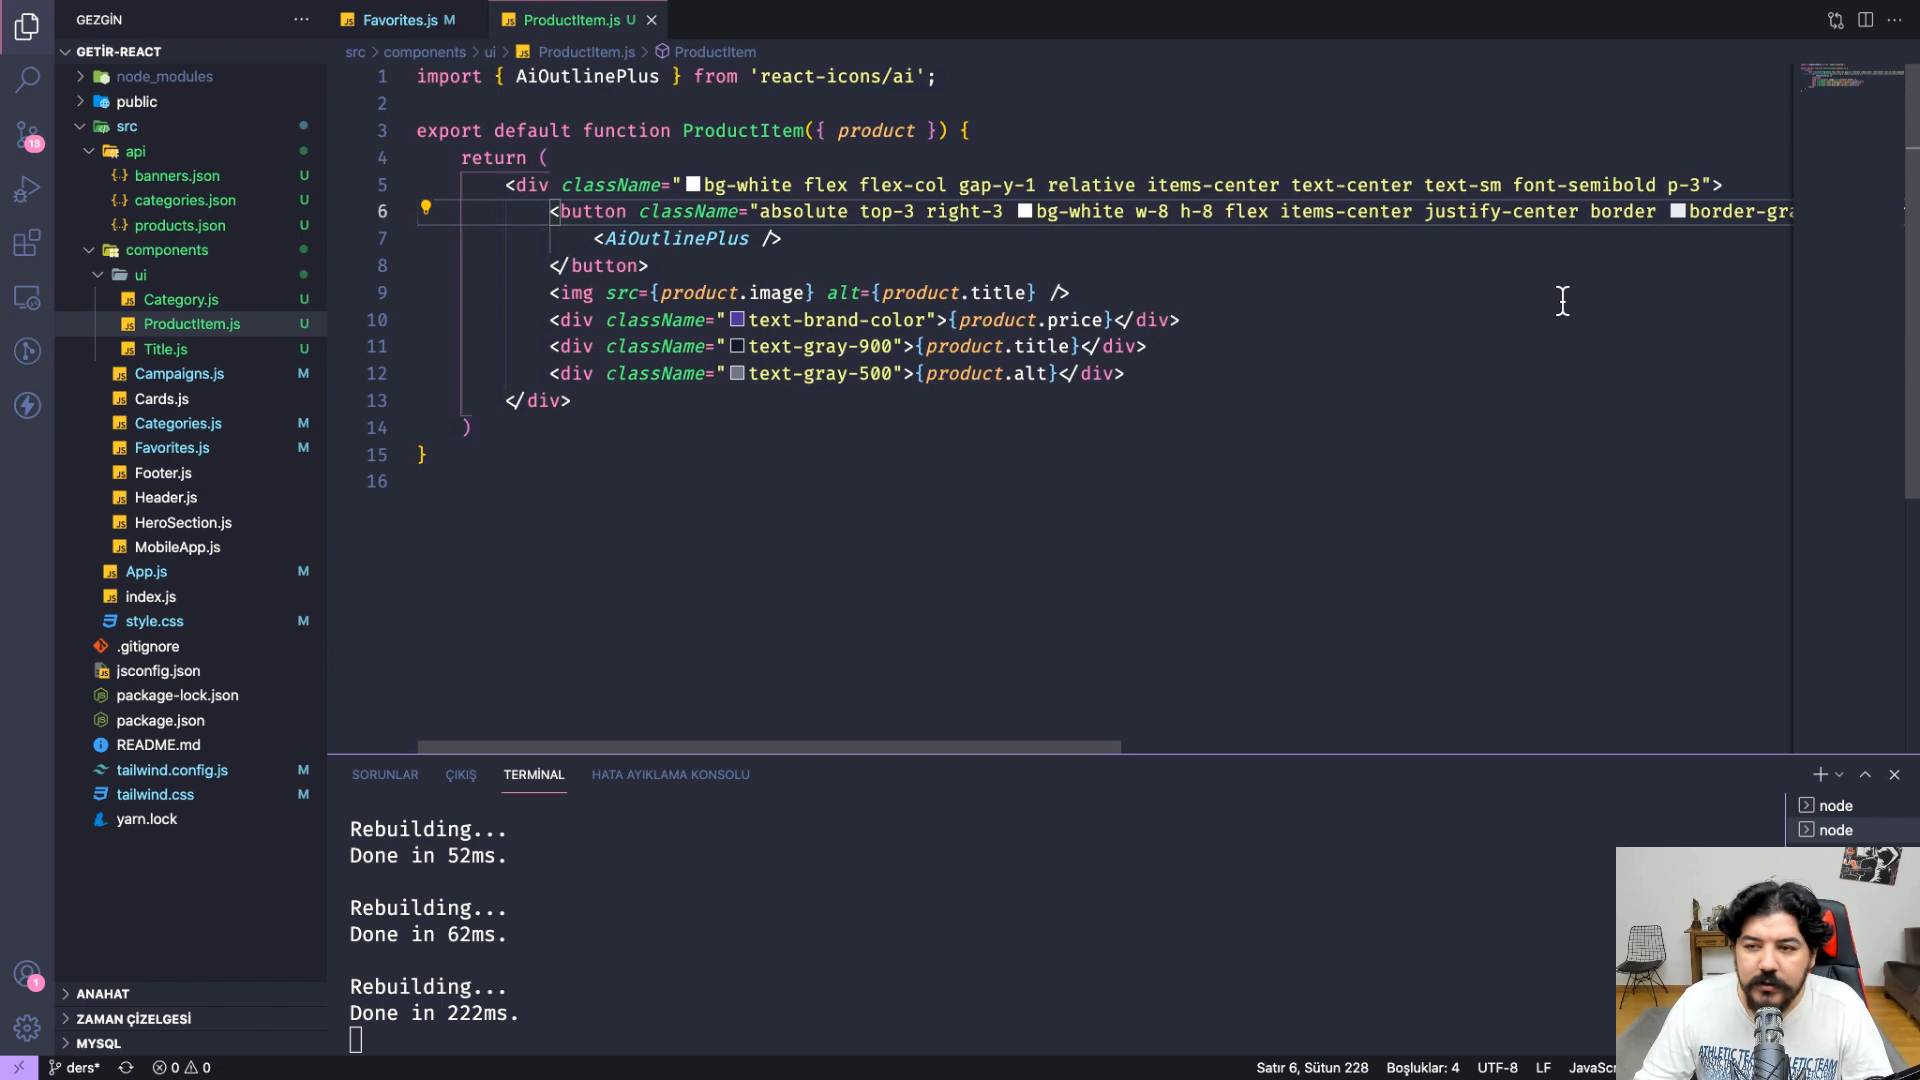 GEZGİN
Favorites.js M
ProductItem.js U
GETİR-REACT
src > components > ui > ProductItem.js > ProductItem
node_modules
public
src
api
banners.json U
categories.json U
products.json U
components
ui
Category.js U
ProductItem.js U
Title.js U
Campaigns.js M
Cards.js
Categories.js M
Favorites.js M
Footer.js
Header.js
HeroSection.js
MobileApp.js
App.js M
index.js
style.css M
.gitignore
jsconfig.json
package-lock.json
package.json
README.md
tailwind.config.js M
tailwind.css M
yarn.lock
ANAHAT
ZAMAN ÇİZELGESİ
MYSQL
13
1
1 import { AiOutlinePlus } from 'react-icons/ai';
2
3 export default function ProductItem({ product }) {
4 return (
5 <div className="bg-white flex flex-col gap-y-1 relative items-center text-center text-sm font-semibold p-3">
6 <button className="absolute top-3 right-3 bg-white w-8 h-8 flex items-center justify-center border border-gra
7 <AiOutlinePlus />
8 </button>
9 <img src={product.image} alt={product.title} />
10 <div className="text-brand-color">{product.price}</div>
11 <div className="text-gray-900">{product.title}</div>
12 <div className="text-gray-500">{product.alt}</div>
13 </div>
14 )
15 }
16
SORUNLAR ÇIKIŞ TERMİNAL HATA AYIKLAMA KONSOLU
Rebuilding...
Done in 52ms.
Rebuilding...
Done in 62ms.
Rebuilding...
Done in 222ms.
node
node
ders* 0 0
Satır 6, Sütun 228 Boşluklar: 4 UTF-8 LF JavaScr